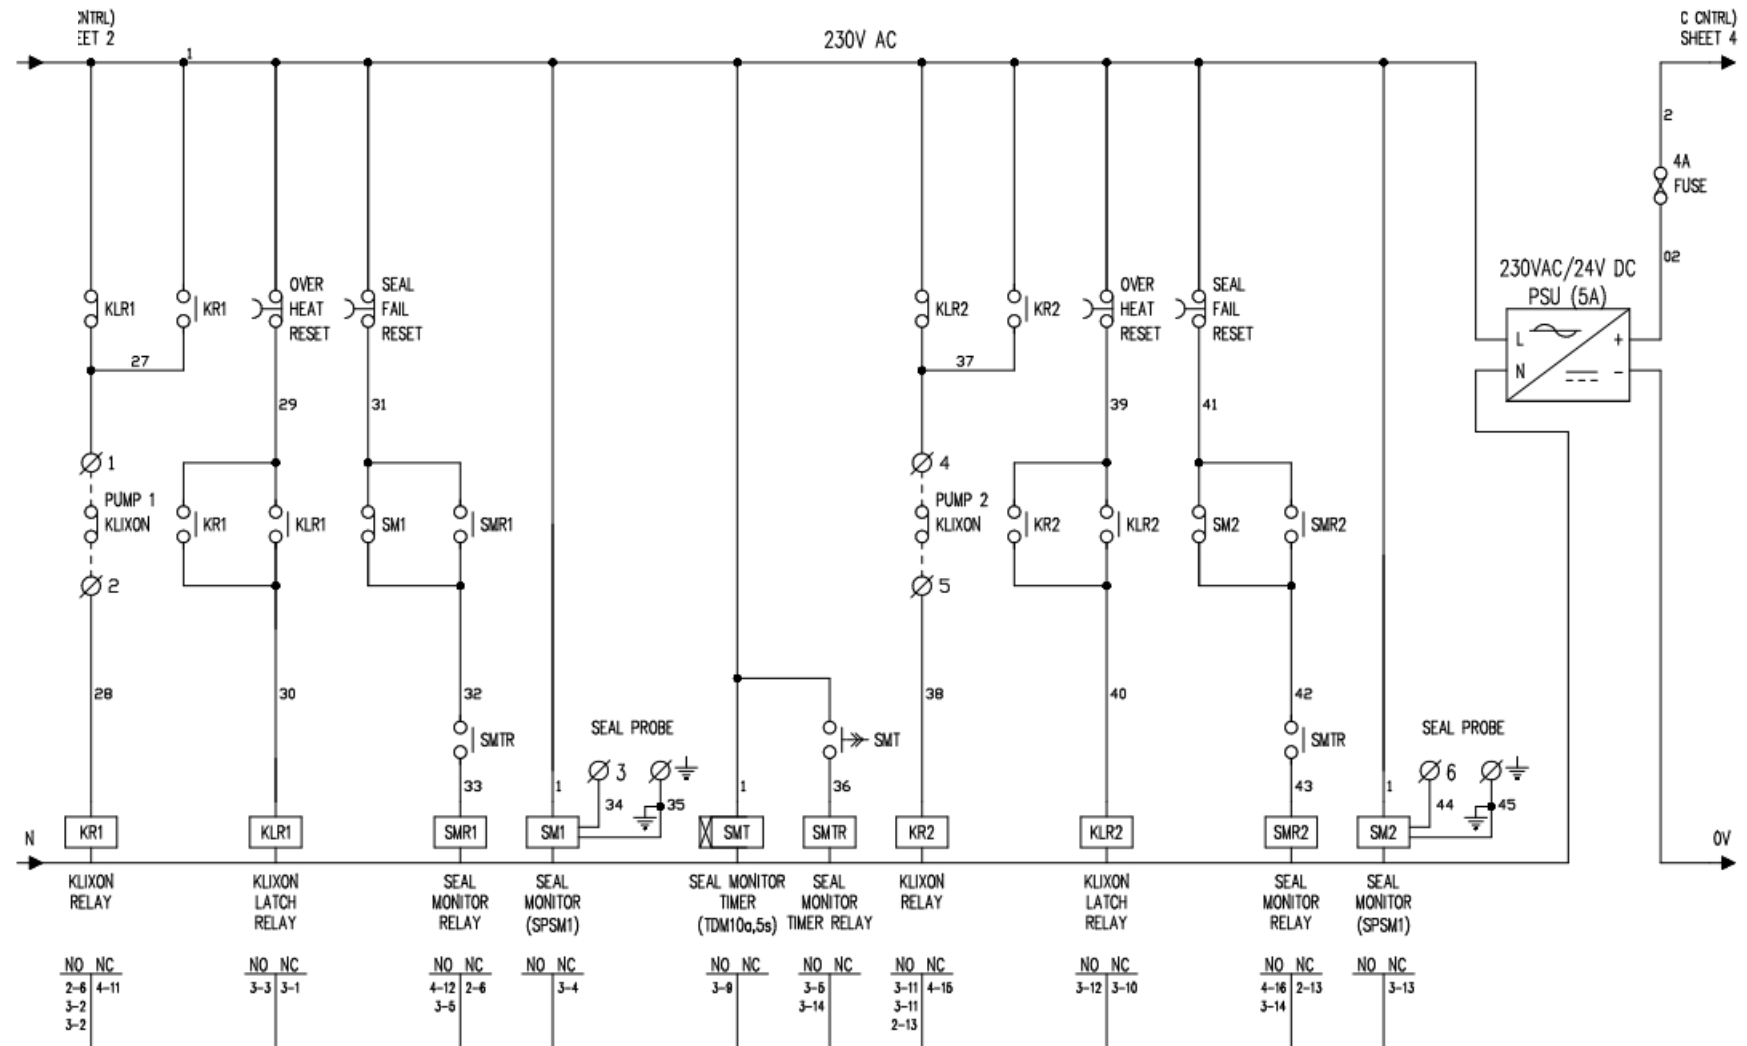 CNTRL)
EET 2
230V AC
C CNTRL)
SHEET 4
1
2
4A
FUSE
02
230VAC/24V DC
PSU (5A)
L
N
+
-
KLR1
KR1
OVER
HEAT
RESET
SEAL
FAIL
RESET
KLR2
KR2
OVER
HEAT
RESET
SEAL
FAIL
RESET
27
29
31
37
39
41
1
PUMP 1
KLIXON
2
KR1
KLR1
SM1
SMR1
4
PUMP 2
KLIXON
5
KR2
KLR2
SM2
SMR2
28
30
32
38
40
42
SMTR
SEAL PROBE
SMT
SMTR
SEAL PROBE
33
1
3
34
35
1
36
43
1
6
44
45
N
KR1
KLR1
SMR1
SM1
SMT
SMTR
KR2
KLR2
SMR2
SM2
0V
KLIXON
RELAY
KLIXON
LATCH
RELAY
SEAL
MONITOR
RELAY
SEAL
MONITOR
(SPSM1)
SEAL MONITOR
TIMER
(TDM10a,5s)
SEAL
MONITOR
TIMER RELAY
KLIXON
RELAY
KLIXON
LATCH
RELAY
SEAL
MONITOR
RELAY
SEAL
MONITOR
(SPSM1)
NO NC
2-6 4-11
3-2
3-2
NO NC
3-3 3-1
NO NC
4-12 2-6
3-5
NO NC
3-4
NO NC
3-9
NO NC
3-5
3-14
NO NC
3-11 4-15
3-11
2-13
NO NC
3-12 3-10
NO NC
4-16 2-13
3-14
NO NC
3-13